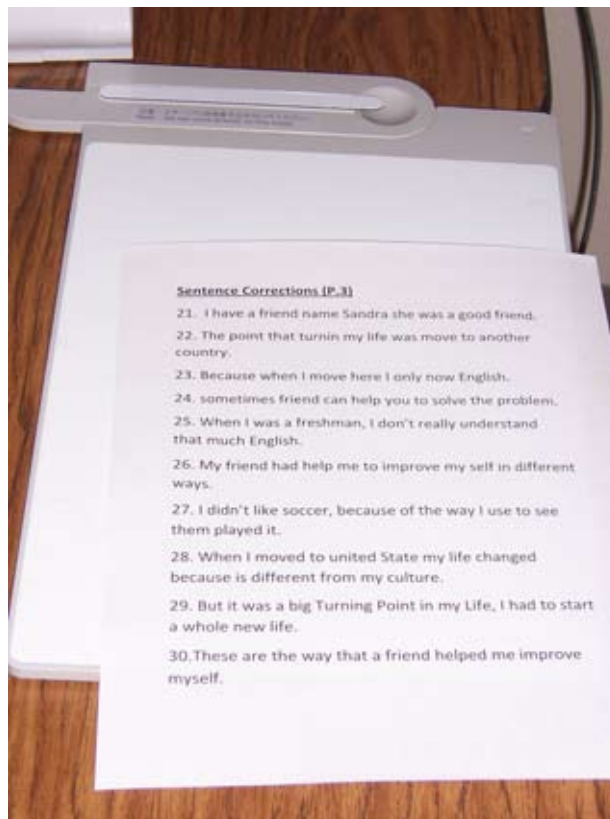 Sentence Corrections (P.3)
21. I have a friend name Sandra she was a good friend.
22. The point that turnin my life was move to another
country.
23. Because when I move here I only now English.
24. sometimes friend can help you to solve the problem.
25. When I was a freshman, I don't really understand
that much English.
26. My friend had help me to improve my self in different
ways.
27. I didn't like soccer, because of the way I use to see
them played it.
28. When I moved to united State my life changed
because is different from my culture.
29. But it was a big Turning Point in my Life, I had to start
a whole new life.
30.These are the way that a friend helped me improve
myself.